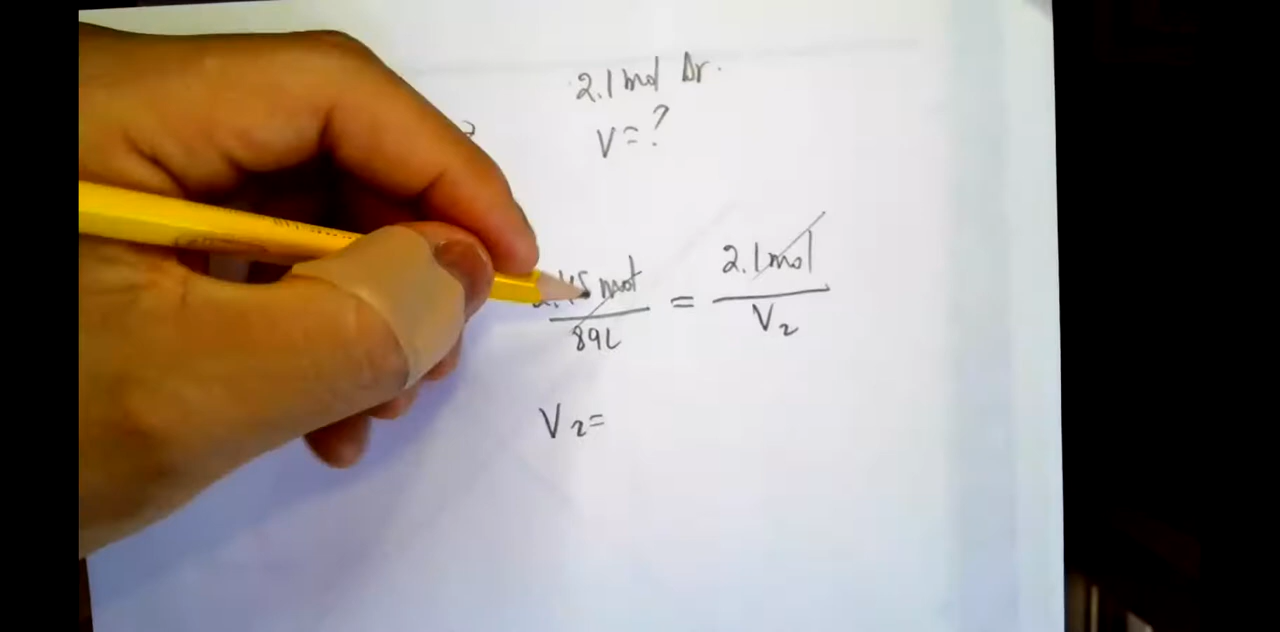 2.1 mol Ar.
V = ?
mol = 2.1 mol
89L V₂
V₂ =